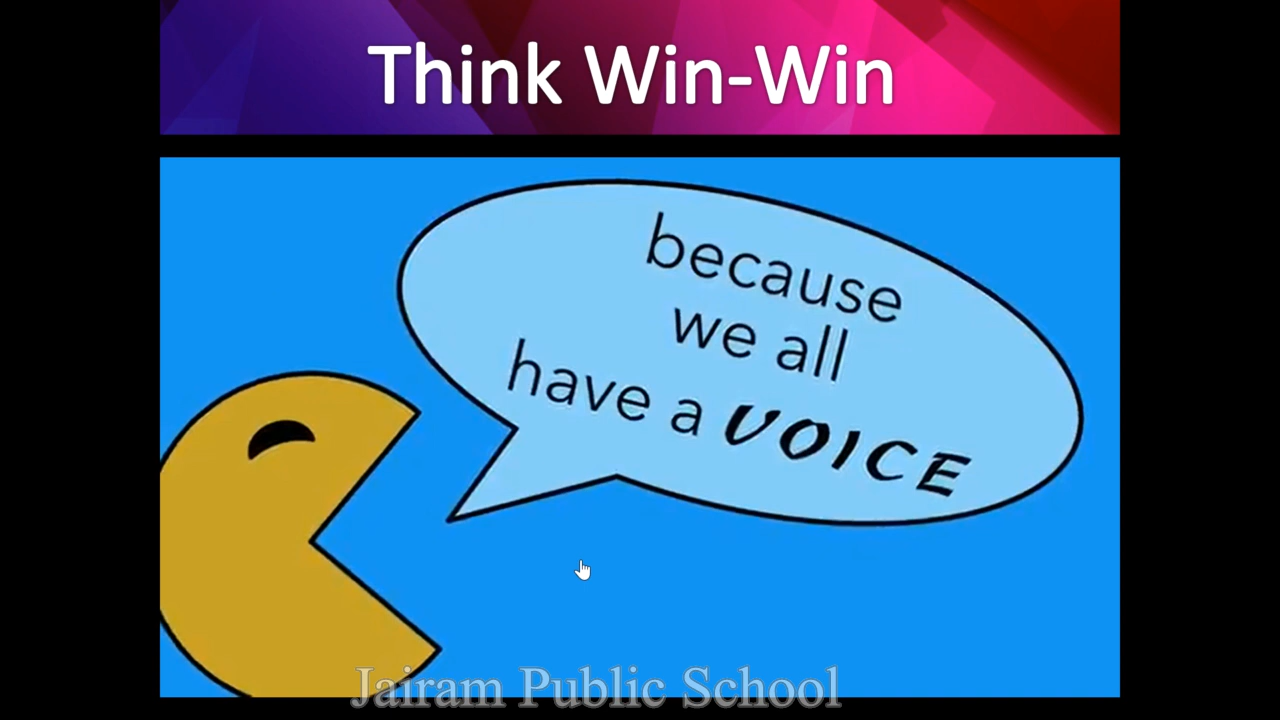 Think Win-Win
because
we all
have a VOICE
Jairam Public School